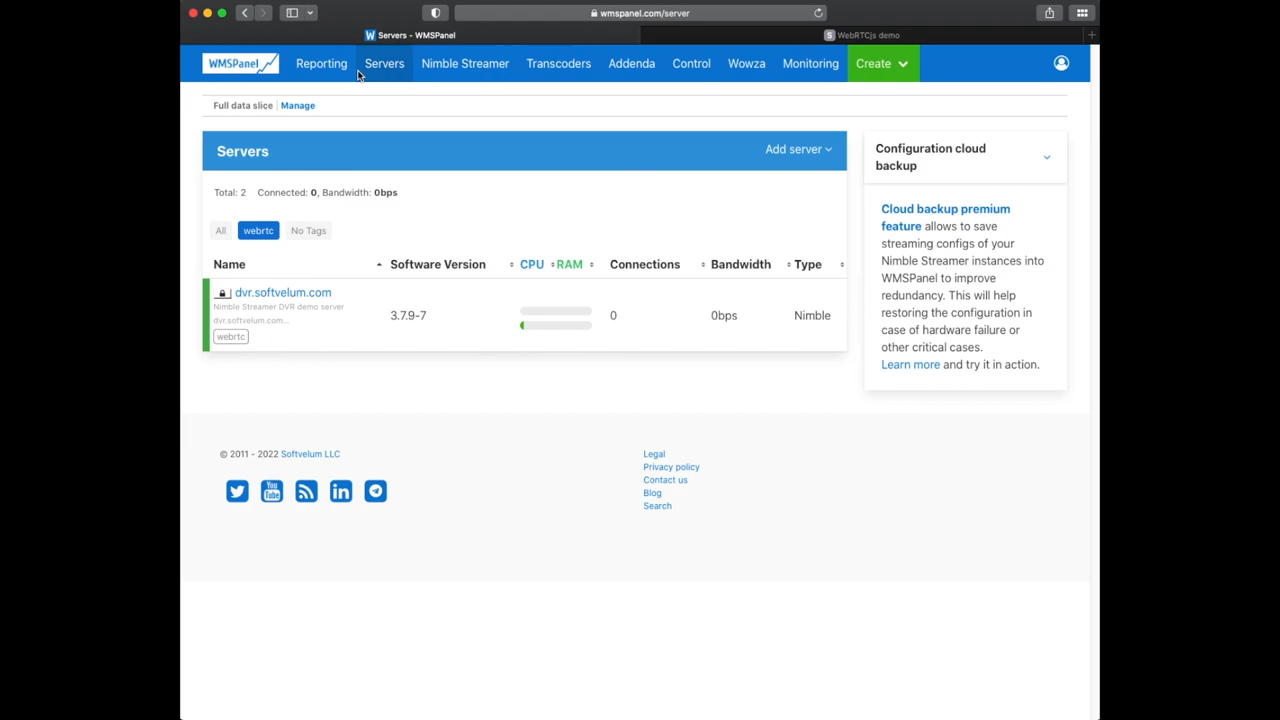 wmspanel.com/server
W Servers - WMSPanel
S WebRTCjs demo
WMSPANEL Reporting Servers Nimble Streamer Transcoders Addenda Control Wowza Monitoring Create
Full data slice Manage
Servers Add server
Total: 2 Connected: 0, Bandwidth: 0bps
All webrtc No Tags
Name Software Version CPU RAM Connections Bandwidth Type
dvr.softvelum.com
Nimble Streamer DVR demo server
dvr.softvelum.com...
webrtc
3.7.9-7 0 0bps Nimble
Configuration cloud
backup
Cloud backup premium
feature allows to save
streaming configs of your
Nimble Streamer instances into
WMSPanel to improve
redundancy. This will help
restoring the configuration in
case of hardware failure or
other critical cases.
Learn more and try it in action.
© 2011 - 2022 Softvelum LLC
You
Tube
in
Legal
Privacy policy
Contact us
Blog
Search